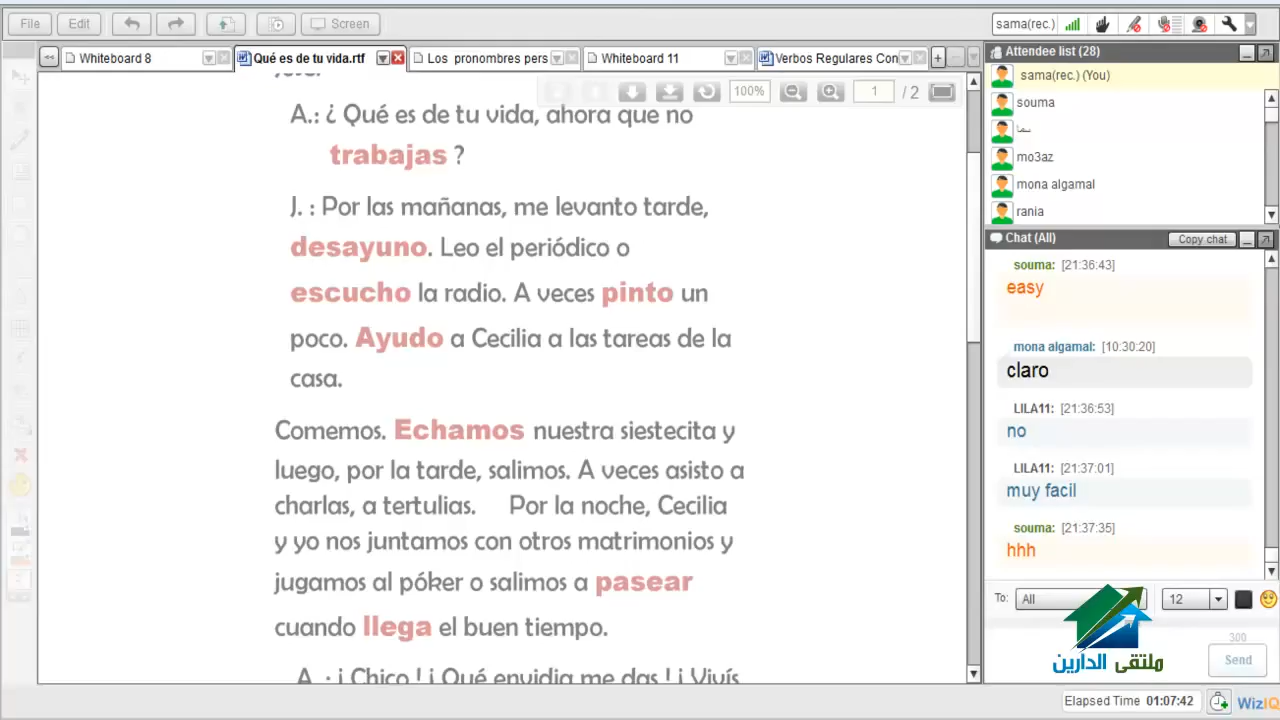 File Edit Screen sama(rec.)
Whiteboard 8 Qué es de tu vida.rtf Los pronombres pers Whiteboard 11 Verbos Regulares Con
100% 1 / 2
A.: ¿ Qué es de tu vida, ahora que no
trabajas ?
J. : Por las mañanas, me levanto tarde,
desayuno. Leo el periódico o
escucho la radio. A veces pinto un
poco. Ayudo a Cecilia a las tareas de la
casa.
Comemos. Echamos nuestra siestecita y
luego, por la tarde, salimos. A veces asisto a
charlas, a tertulias. Por la noche, Cecilia
y yo nos juntamos con otros matrimonios y
jugamos al póker o salimos a pasear
cuando llega el buen tiempo.
A. : ¡ Chico ! ¡ Qué envidia me das ! ¡ Vivís
Attendee list (28)
sama(rec.) (You)
souma
mo3az
mona algamal
rania
Chat (All) Copy chat
souma: [21:36:43]
easy
mona algamal: [10:30:20]
claro
LILA11: [21:36:53]
no
LILA11: [21:37:01]
muy facil
souma: [21:37:35]
hhh
To: All 12
ملتقى الدارين
300
Send
Elapsed Time 01:07:42 WizIQ